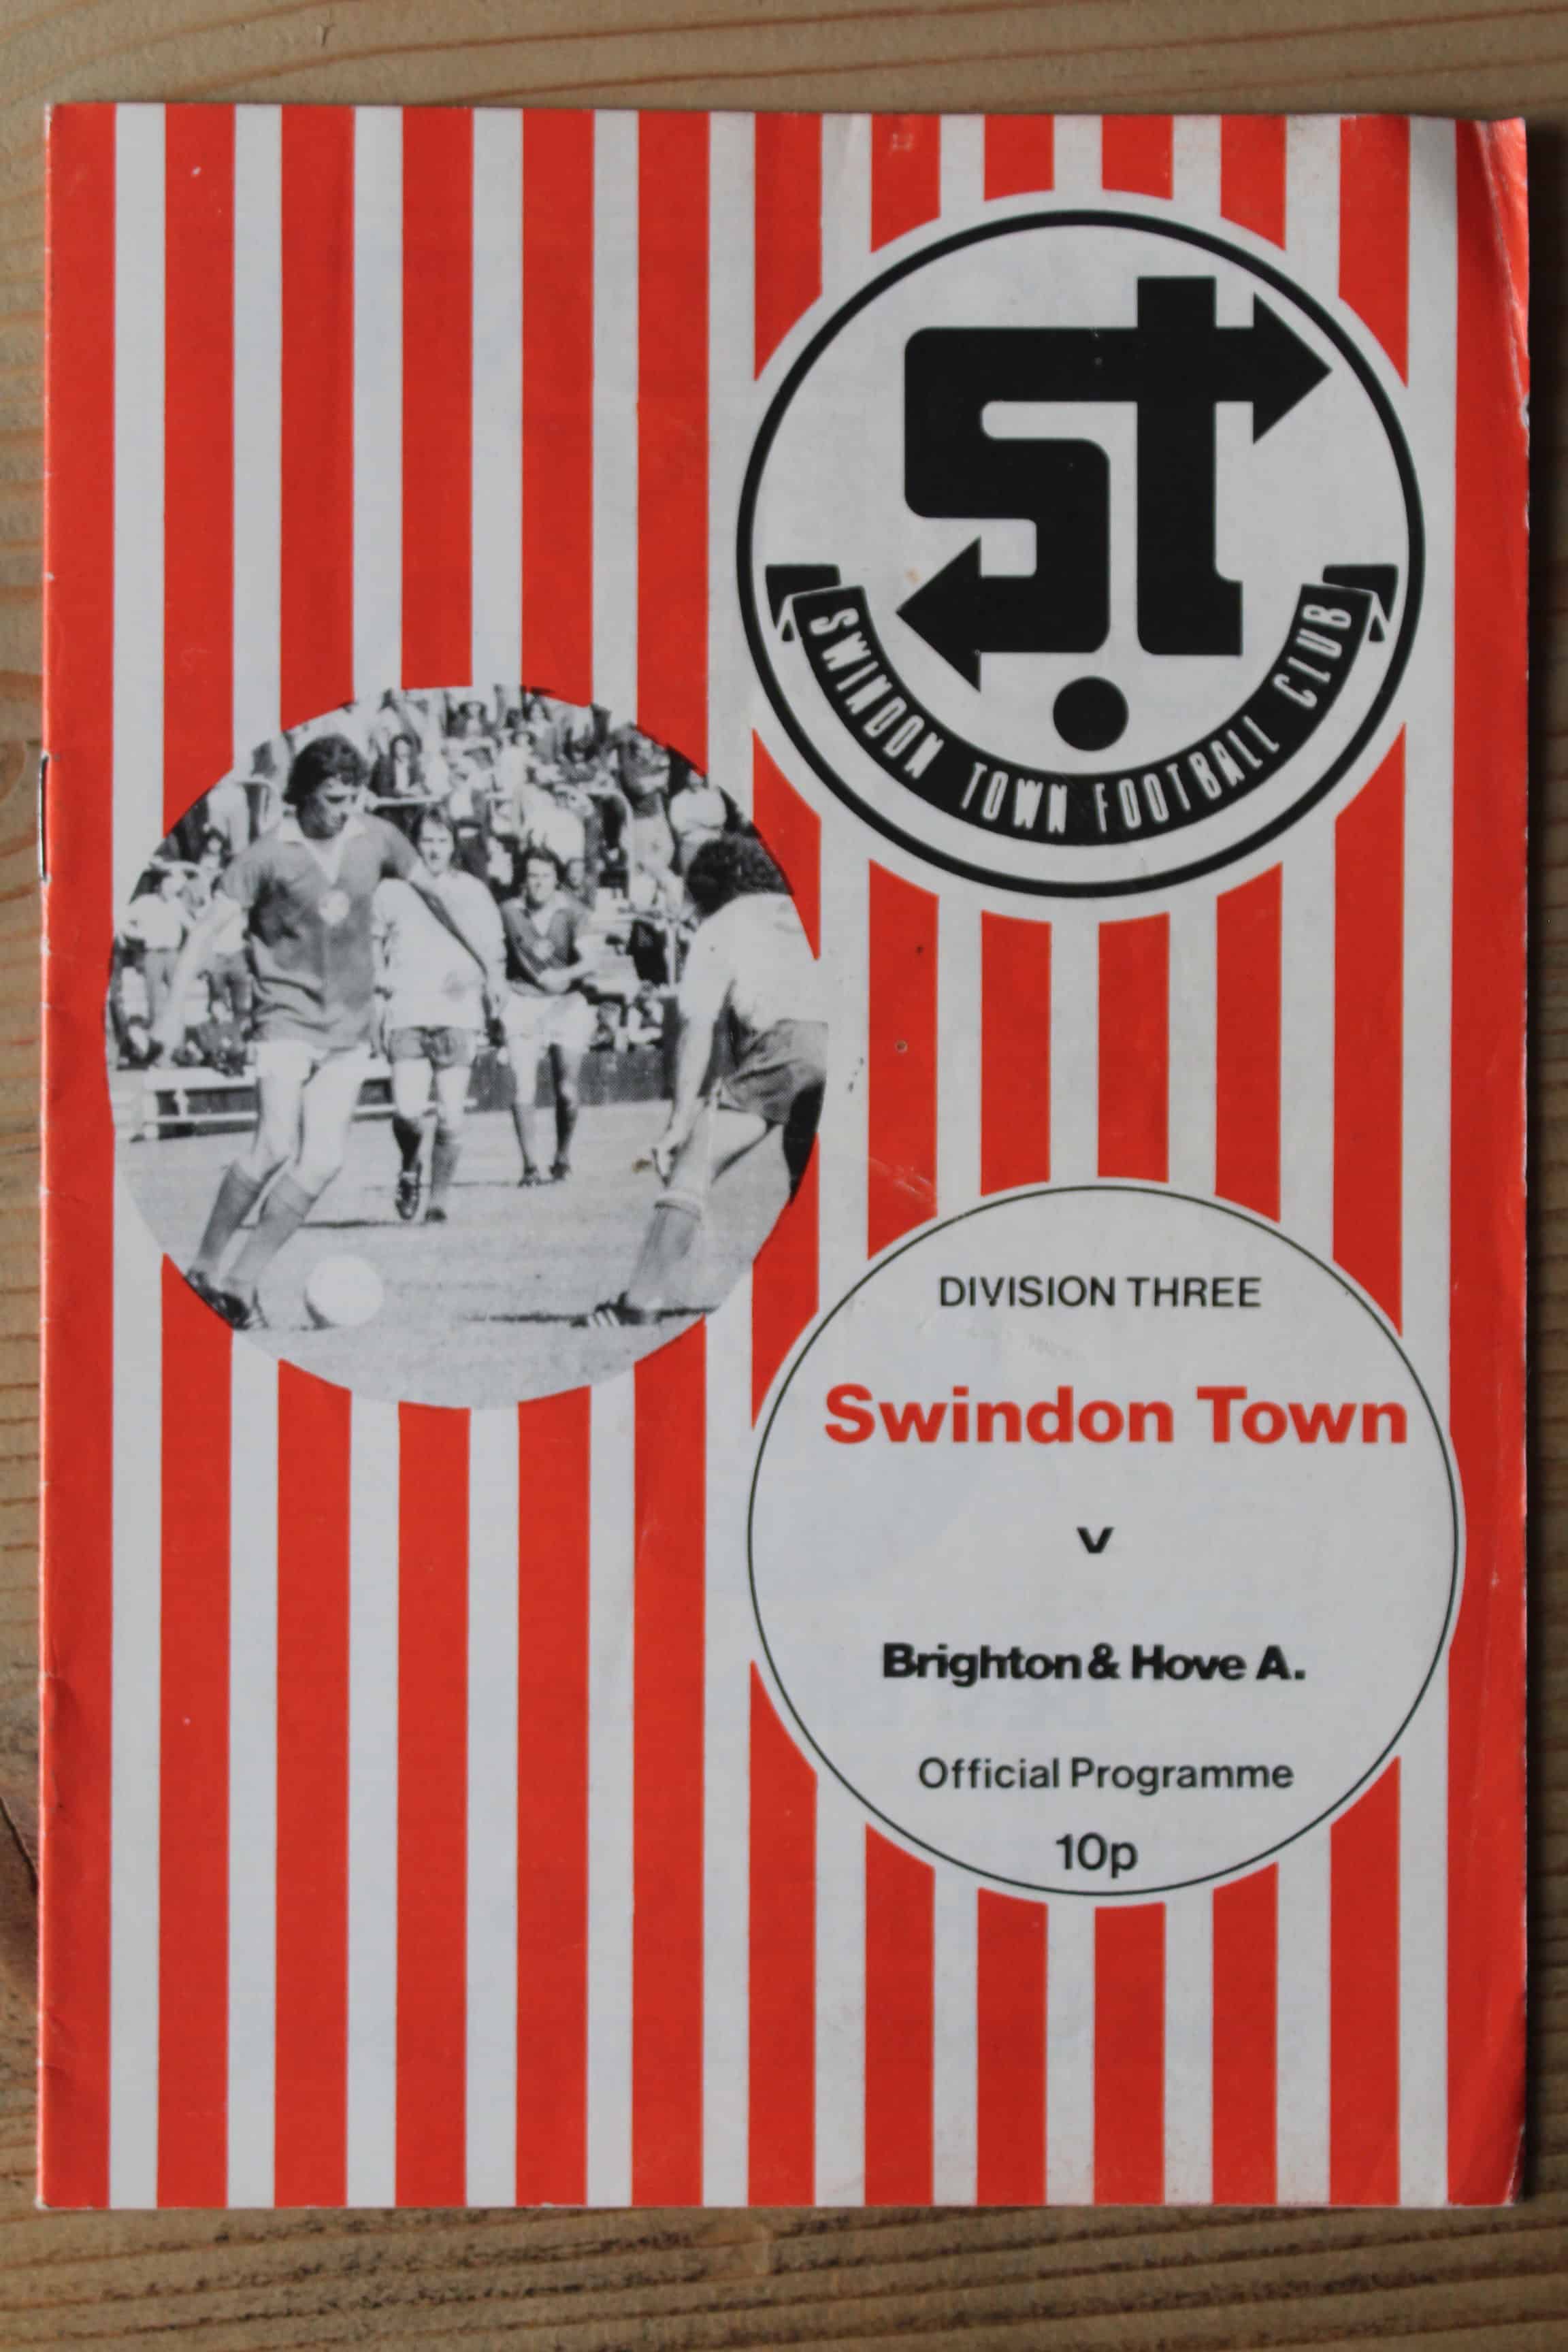 st
SWINDON TOWN FOOTBALL CLUB
DIVISION THREE
Swindon Town
v
Brighton & Hove A.
Official Programme
10p